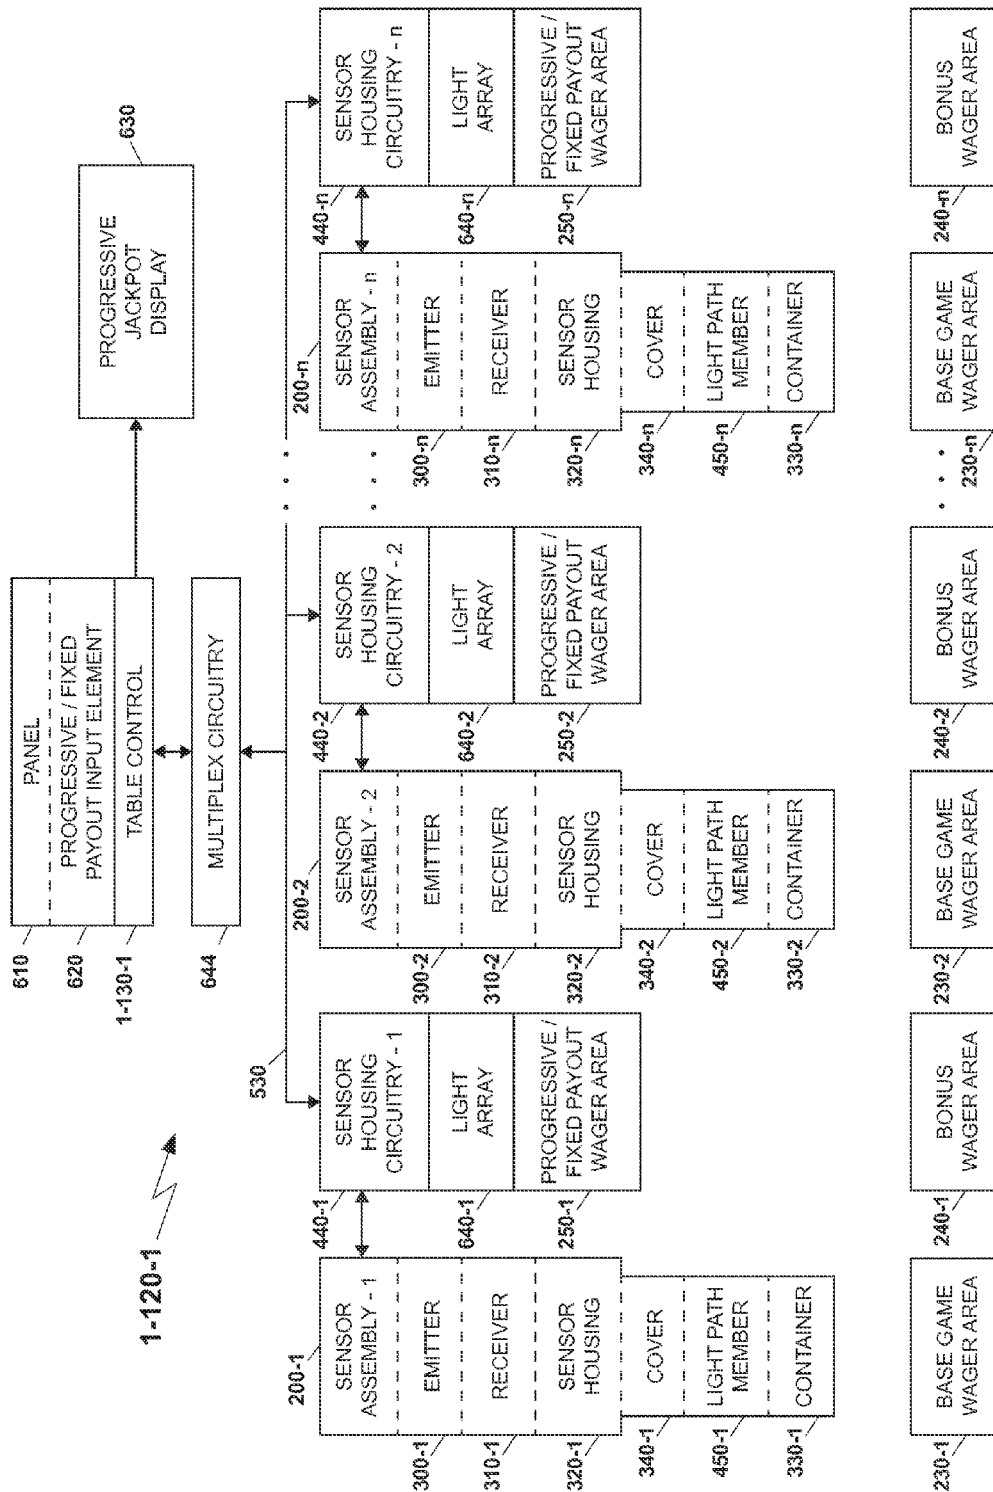 1-120-1
610
PANEL
620
PROGRESSIVE / FIXED
PAYOUT INPUT ELEMENT
1-130-1
TABLE CONTROL
644
MULTIPLEX CIRCUITRY
630
PROGRESSIVE
JACKPOT
DISPLAY
530
200-1
SENSOR
ASSEMBLY - 1
300-1
EMITTER
310-1
RECEIVER
320-1
SENSOR
HOUSING
340-1
COVER
450-1
LIGHT PATH
MEMBER
330-1
CONTAINER
440-1
SENSOR
HOUSING
CIRCUITRY - 1
640-1
LIGHT
ARRAY
250-1
PROGRESSIVE /
FIXED PAYOUT
WAGER AREA
200-2
SENSOR
ASSEMBLY - 2
300-2
EMITTER
310-2
RECEIVER
320-2
SENSOR
HOUSING
340-2
COVER
450-2
LIGHT PATH
MEMBER
330-2
CONTAINER
440-2
SENSOR
HOUSING
CIRCUITRY - 2
640-2
LIGHT
ARRAY
250-2
PROGRESSIVE /
FIXED PAYOUT
WAGER AREA
200-n
SENSOR
ASSEMBLY - n
300-n
EMITTER
310-n
RECEIVER
320-n
SENSOR
HOUSING
340-n
COVER
450-n
LIGHT PATH
MEMBER
330-n
CONTAINER
440-n
SENSOR
HOUSING
CIRCUITRY - n
640-n
LIGHT
ARRAY
250-n
PROGRESSIVE /
FIXED PAYOUT
WAGER AREA
230-1
BASE GAME
WAGER AREA
240-1
BONUS
WAGER AREA
230-2
BASE GAME
WAGER AREA
240-2
BONUS
WAGER AREA
230-n
BASE GAME
WAGER AREA
240-n
BONUS
WAGER AREA